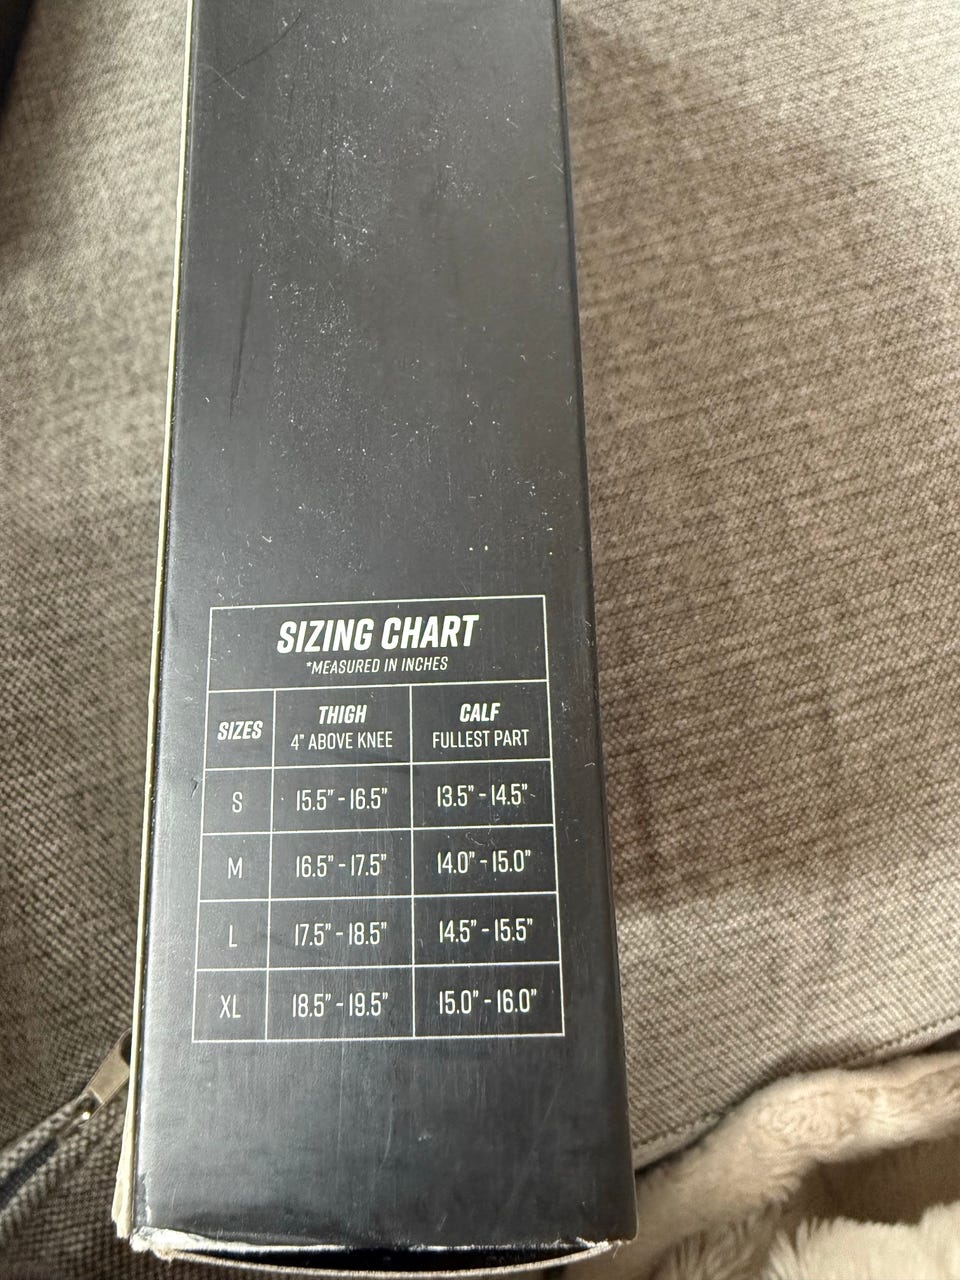 SIZING CHART
*MEASURED IN INCHES
SIZES THIGH CALF
4" ABOVE KNEE FULLEST PART
S 15.5" - 16.5" 13.5" - 14.5"
M 16.5" - 17.5" 14.0" - 15.0"
L 17.5" - 18.5" 14.5" - 15.5"
XL 18.5" - 19.5" 15.0" - 16.0"